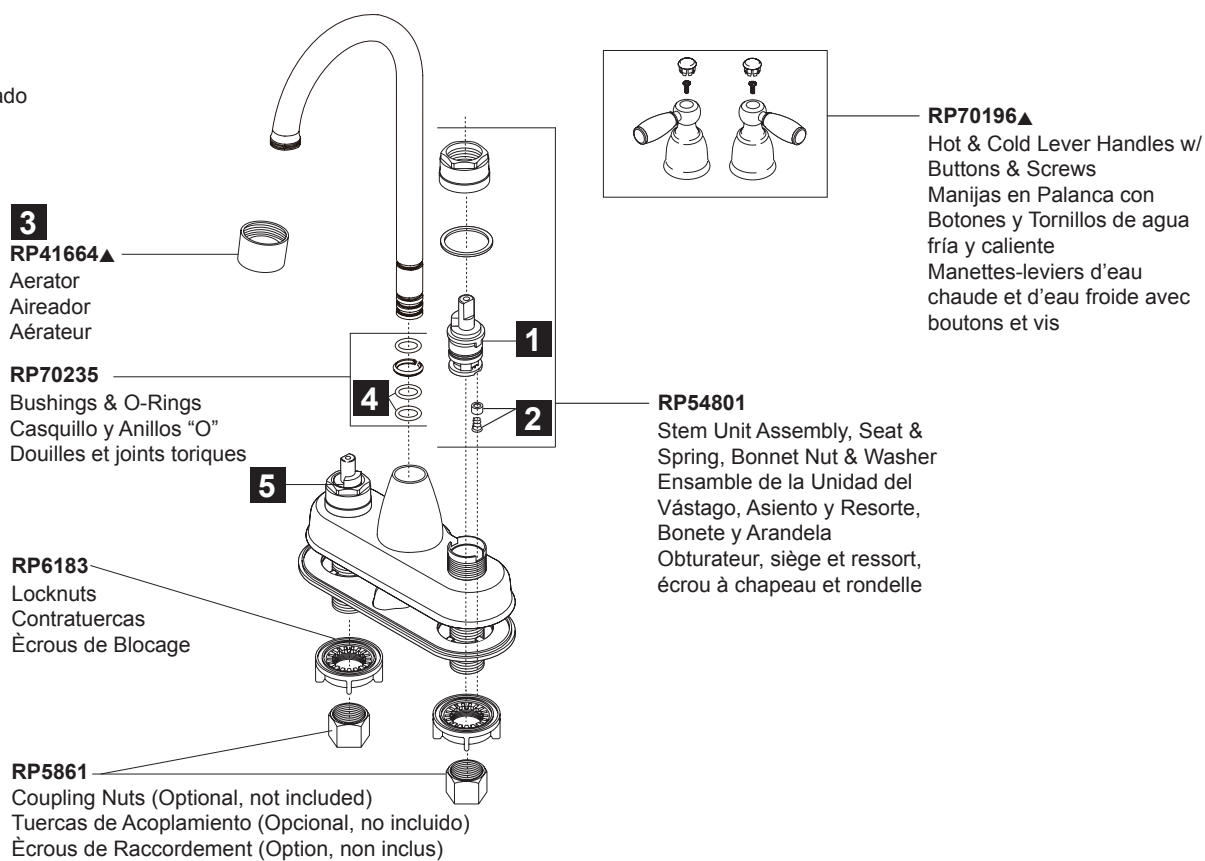 ado
3
RP41664▲
Aerator
Aireador
Aérateur
RP70235
Bushings & O-Rings
Casquillo y Anillos “O”
Douilles et joints toriques
4
1
2
5
RP6183
Locknuts
Contratuercas
Ècrous de Blocage
RP5861
Coupling Nuts (Optional, not included)
Tuercas de Acoplamiento (Opcional, no incluido)
Ècrous de Raccordement (Option, non inclus)
RP70196▲
Hot & Cold Lever Handles w/
Buttons & Screws
Manijas en Palanca con
Botones y Tornillos de agua
fría y caliente
Manettes-leviers d’eau
chaude et d’eau froide avec
boutons et vis
RP54801
Stem Unit Assembly, Seat &
Spring, Bonnet Nut & Washer
Ensamble de la Unidad del
Vástago, Asiento y Resorte,
Bonete y Arandela
Obturateur, siège et ressort,
écrou à chapeau et rondelle